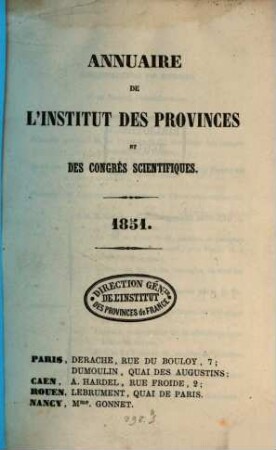 ANNUAIRE
DE
L'INSTITUT DES PROVINCES
ET
DES CONGRÈS SCIENTIFIQUES.
1851.
DIRECTION GÉNle
DE L'INSTITUT
DES PROVINCES de FRANCE
PARIS, DERACHE, RUE DU BOULOY, 7;
DUMOULIN, QUAI DES AUGUSTINS;
CAEN, A. HARDEL, RUE FROIDE, 2;
ROUEN, LEBRUMENT, QUAI DE PARIS.
NANCY, Mme. GONNET.